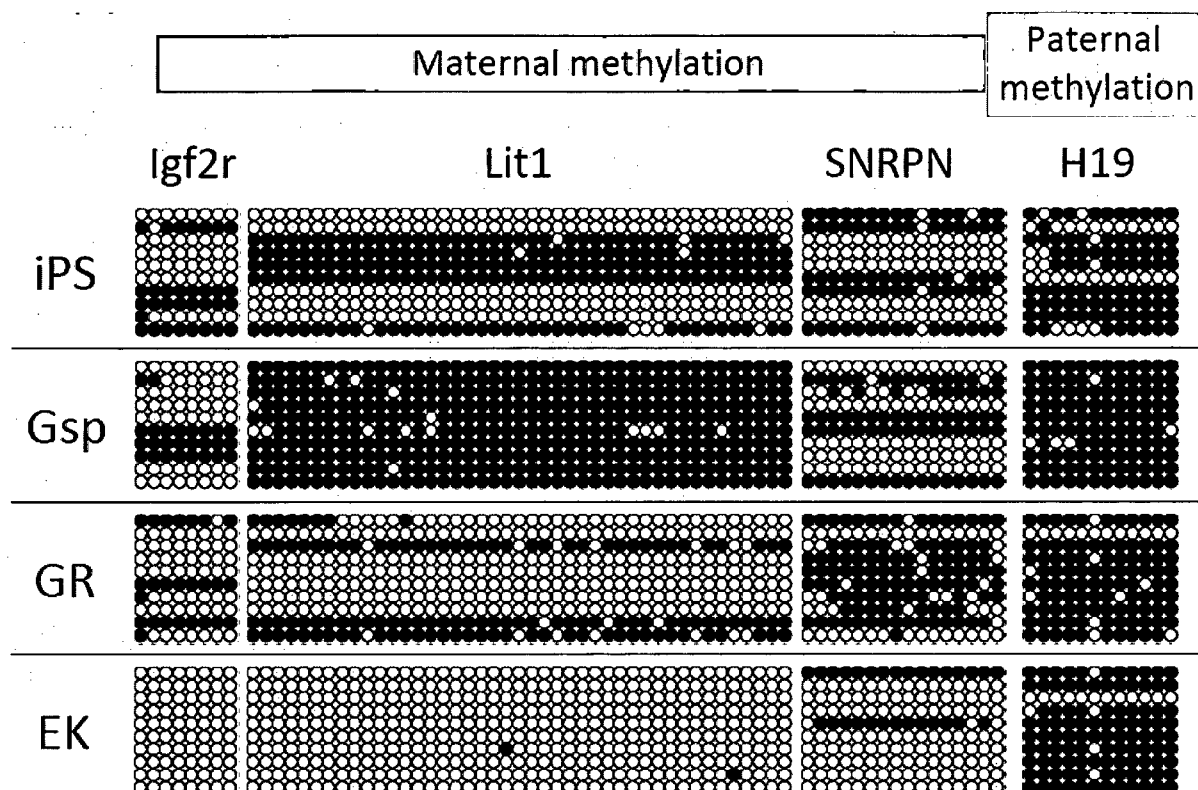 Maternal methylation
Paternal
methylation
Igf2r Lit1 SNRPN H19
iPS
Gsp
GR
EK